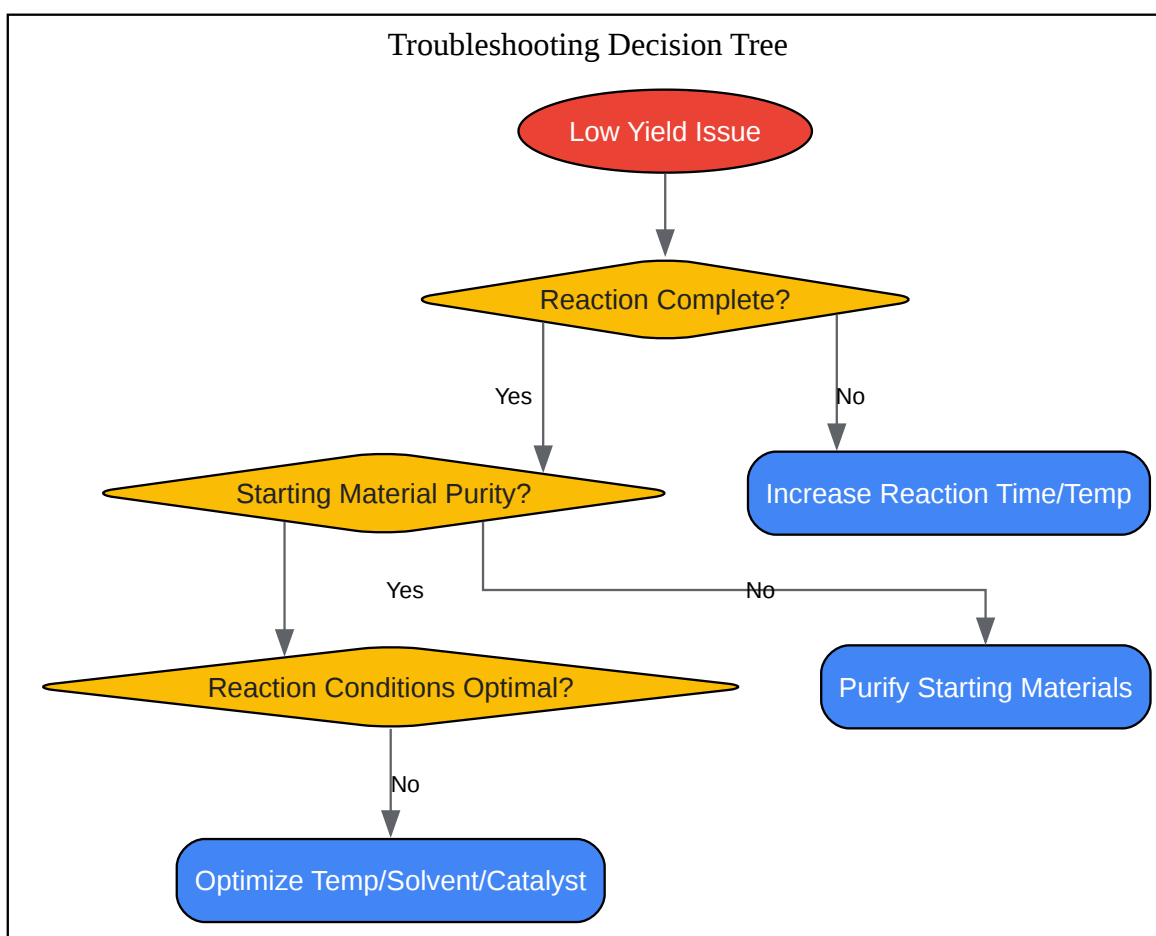 Troubleshooting Decision Tree
Low Yield Issue
Reaction Complete?
Yes
No
Starting Material Purity?
Increase Reaction Time/Temp
Yes
No
Reaction Conditions Optimal?
Purify Starting Materials
No
Optimize Temp/Solvent/Catalyst